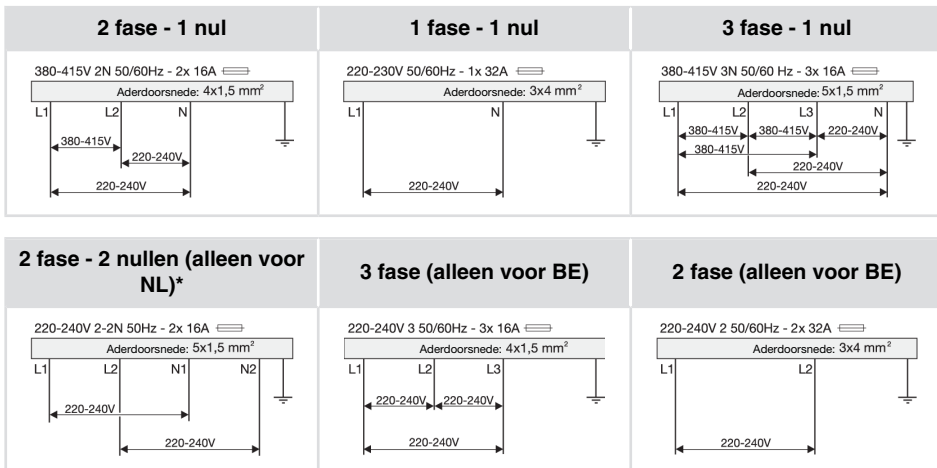 2 fase - 1 nul
380-415V 2N 50/60Hz - 2x 16A
Aderdoorsnede: 4x1,5 mm²
L1 L2 N
380-415V
220-240V
220-240V
1 fase - 1 nul
220-230V 50/60Hz - 1x 32A
Aderdoorsnede: 3x4 mm²
L1 N
220-240V
3 fase - 1 nul
380-415V 3N 50/60 Hz - 3x 16A
Aderdoorsnede: 5x1,5 mm²
L1 L2 L3 N
380-415V 380-415V 220-240V
380-415V
220-240V
220-240V
2 fase - 2 nullen (alleen voor
NL)*
220-240V 2-2N 50Hz - 2x 16A
Aderdoorsnede: 5x1,5 mm²
L1 L2 N1 N2
220-240V
220-240V
3 fase (alleen voor BE)
220-240V 3 50/60Hz - 3x 16A
Aderdoorsnede: 4x1,5 mm²
L1 L2 L3
220-240V 220-240V
220-240V
2 fase (alleen voor BE)
220-240V 2 50/60Hz - 2x 32A
Aderdoorsnede: 3x4 mm²
L1 L2
220-240V